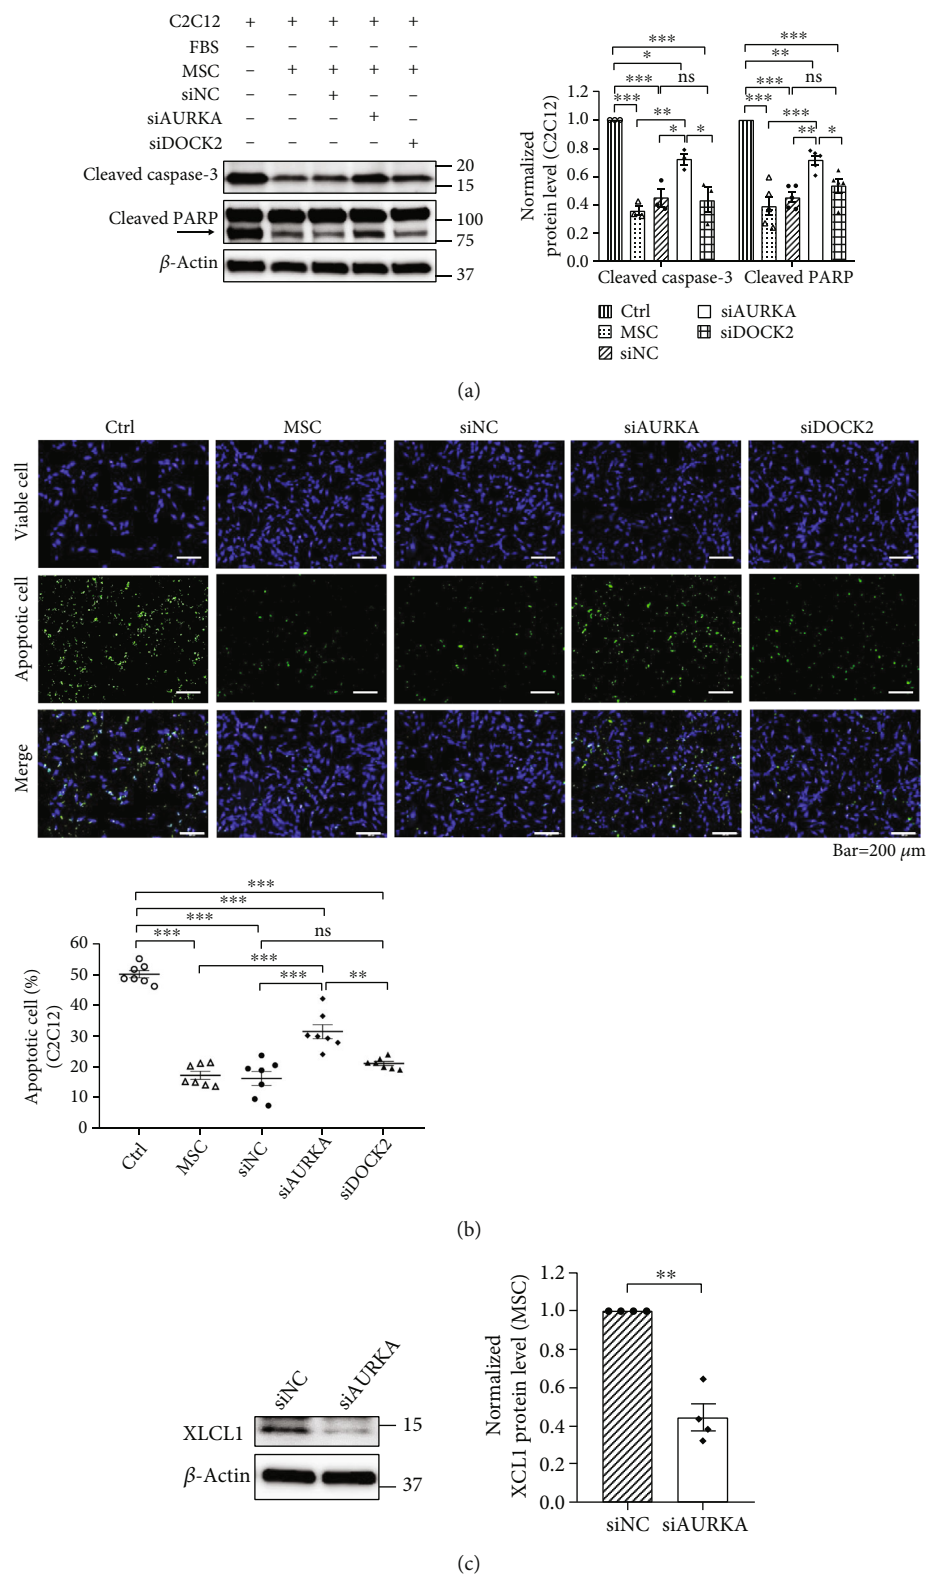 C2C12 + + + + +
FBS – – – – –
MSC – + + + +
siNC – – + – –
siAURKA – – – + –
siDOCK2 – – – – +
Cleaved caspase-3
20
15
Cleaved PARP
100
75
β-Actin
37
Normalized
protein level (C2C12)
1.2
1.0
0.8
0.6
0.4
0.2
0.0
***
*
*** ns
***
**
* *
***
**
*** ns
***
***
** *
Cleaved caspase-3 Cleaved PARP
Ctrl siAURKA
MSC siDOCK2
siNC
(a)
Ctrl MSC siNC siAURKA siDOCK2
Viable cell
Apoptotic cell
Merge
Bar=200 μm
***
***
*** ns
***
***
*** **
Apoptotic cell (%)
(C2C12)
60
50
40
30
20
10
0
Ctrl MSC siNC siAURKA siDOCK2
(b)
siNC siAURKA
XLCL1
15
β-Actin
37
Normalized
XCL1 protein level (MSC)
1.2
1.0
0.8
0.6
0.4
0.2
0.0
**
siNC siAURKA
(c)